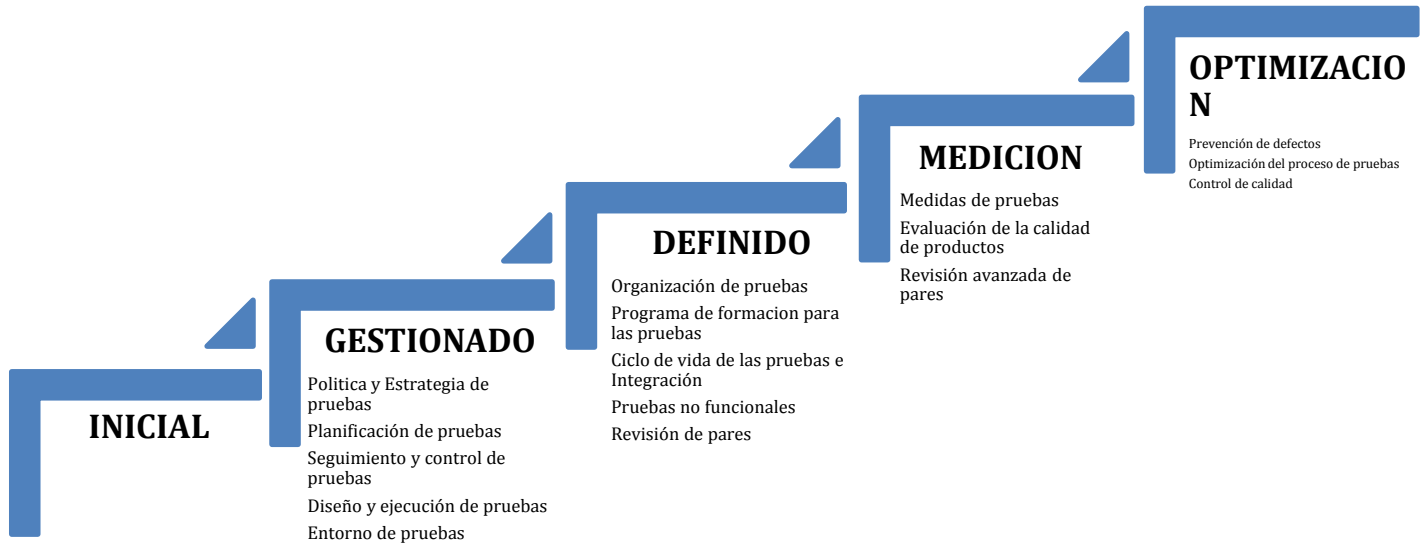 INICIAL
GESTIONADO
Politica y Estrategia de
pruebas
Planificación de pruebas
Seguimiento y control de
pruebas
Diseño y ejecución de pruebas
Entorno de pruebas
DEFINIDO
Organización de pruebas
Programa de formacion para
las pruebas
Ciclo de vida de las pruebas e
Integración
Pruebas no funcionales
Revisión de pares
MEDICION
Medidas de pruebas
Evaluación de la calidad
de productos
Revisión avanzada de
pares
OPTIMIZACIO
N
Prevención de defectos
Optimización del proceso de pruebas
Control de calidad